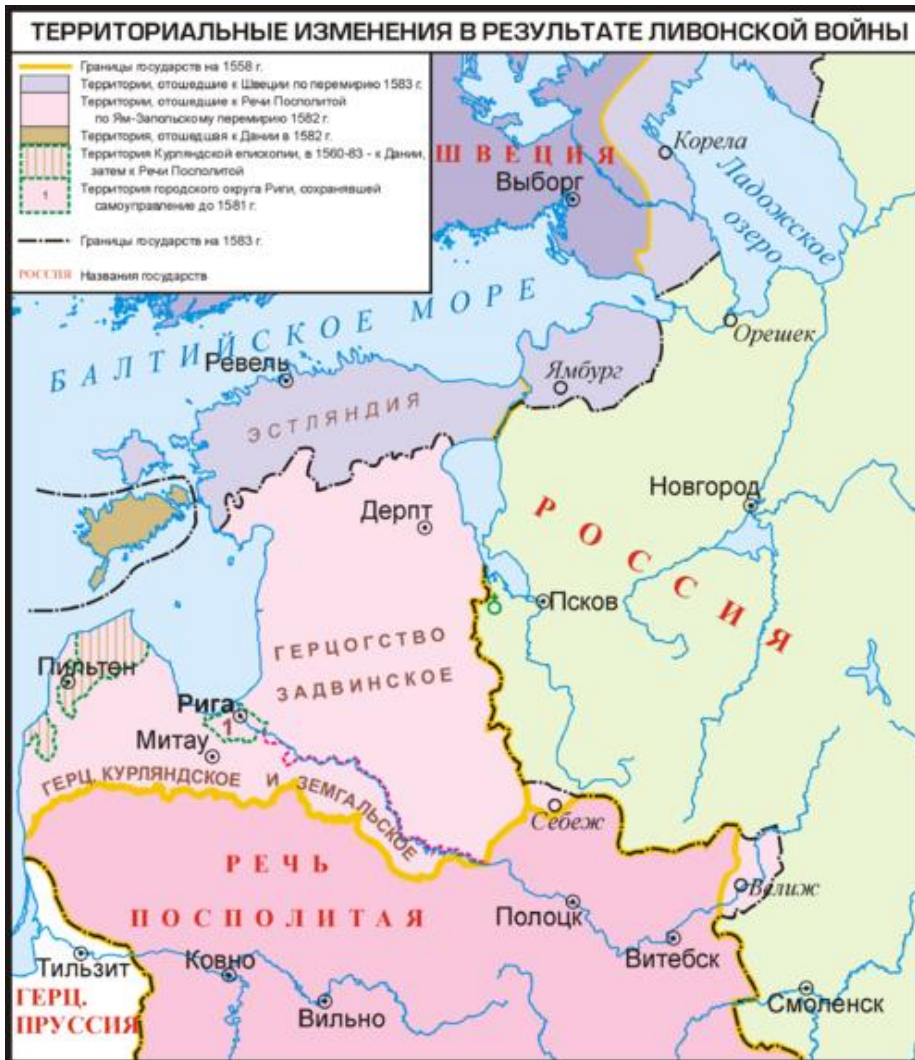 ТЕРРИТОРИАЛЬНЫЕ ИЗМЕНЕНИЯ В РЕЗУЛЬТАТЕ ЛИВОНСКОЙ ВОЙНЫ
Границы государств на 1558 г.
Территории, отошедшие к Швеции по перемирию 1583 г.
Территории, отошедшие к Речи Посполитой
по Ям-Запольскому перемирию 1582 г.
Территория, отошедшая к Дании в 1582 г.
Территория Курляндской епископии, в 1560-83 - к Дании,
затем к Речи Посполитой
1
Территория городского округа Риги, сохранявшей
самоуправление до 1581 г.
Границы государств на 1583 г.
РОССИЯ Названия государств
ШВЕЦИЯ
Корела
Выборг
Ладожское
озеро
БАЛТИЙСКОЕ МОРЕ
Орешек
Ревель
Ямбург
ЭСТЛЯНДИЯ
Новгород
Дерпт
РОССИЯ
Псков
ГЕРЦОГСТВО
ЗАДВИНСКОЕ
Пильтен
Рига
1
Митау
ГЕРЦ. КУРЛЯНДСКОЕ И ЗЕМГАЛЬСКОЕ
Себеж
РЕЧЬ
ПОСПОЛИТАЯ
Велиж
Полоцк
Витебск
Тильзит
Ковно
Вильно
Смоленск
ГЕРЦ.
ПРУССИЯ